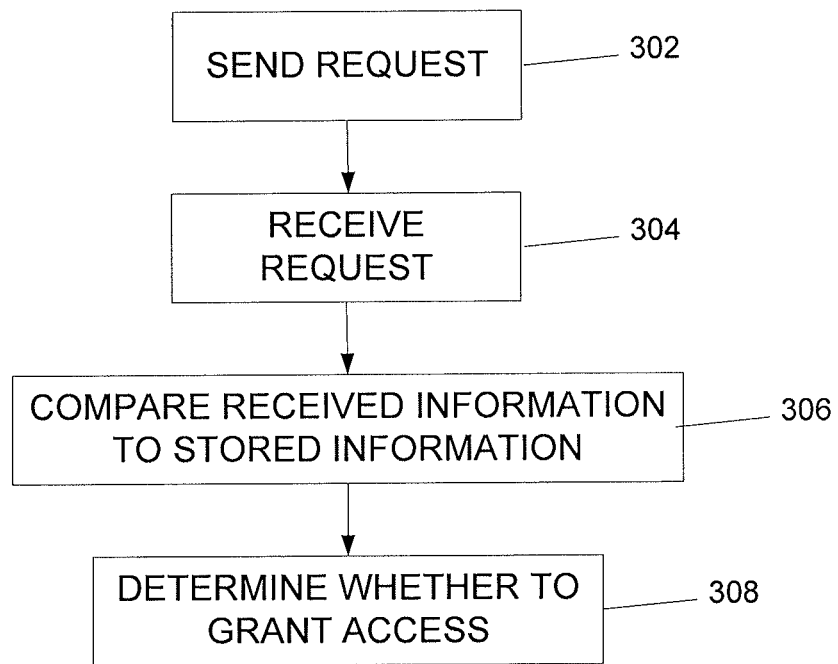 SEND REQUEST
302
RECEIVE
REQUEST
304
COMPARE RECEIVED INFORMATION
TO STORED INFORMATION
306
DETERMINE WHETHER TO
GRANT ACCESS
308